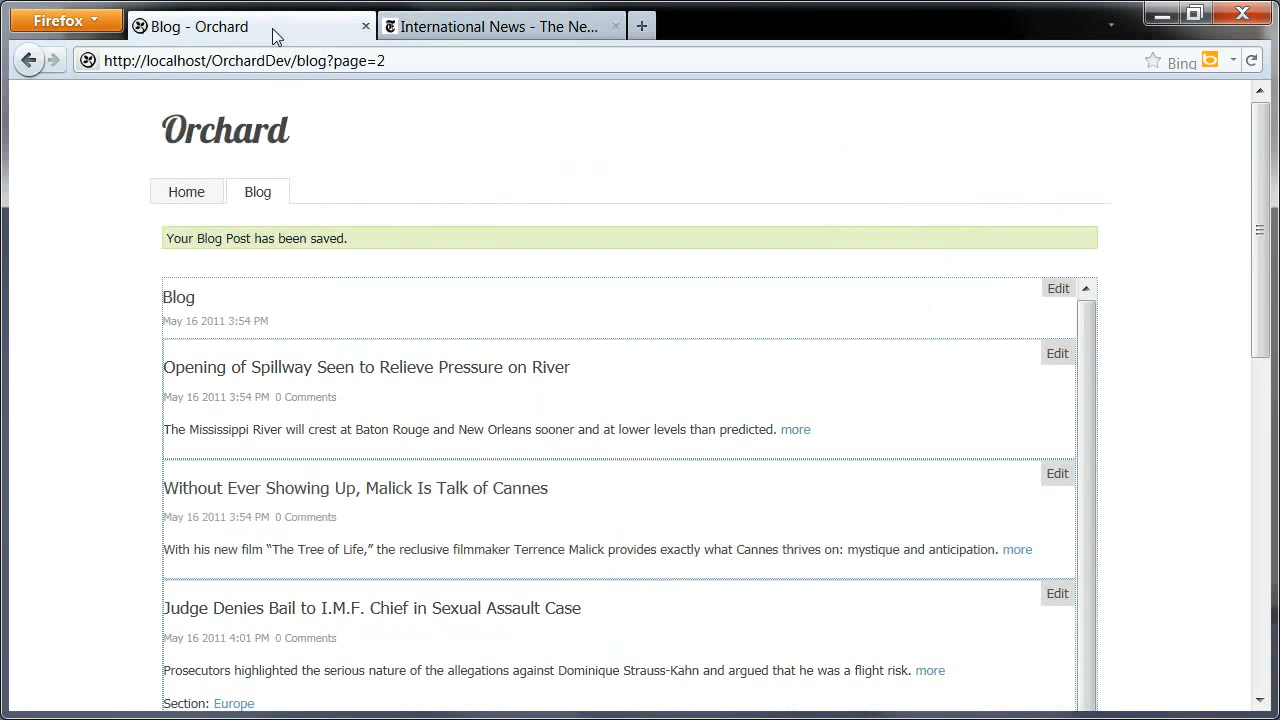 Firefox
Blog - Orchard
International News - The Ne...
http://localhost/OrchardDev/blog?page=2
Bing
Orchard
Home
Blog
Your Blog Post has been saved.
Blog
Edit
May 16 2011 3:54 PM
Opening of Spillway Seen to Relieve Pressure on River
Edit
May 16 2011 3:54 PM 0 Comments
The Mississippi River will crest at Baton Rouge and New Orleans sooner and at lower levels than predicted. more
Without Ever Showing Up, Malick Is Talk of Cannes
Edit
May 16 2011 3:54 PM 0 Comments
With his new film “The Tree of Life,” the reclusive filmmaker Terrence Malick provides exactly what Cannes thrives on: mystique and anticipation. more
Judge Denies Bail to I.M.F. Chief in Sexual Assault Case
Edit
May 16 2011 4:01 PM 0 Comments
Prosecutors highlighted the serious nature of the allegations against Dominique Strauss-Kahn and argued that he was a flight risk. more
Section: Europe